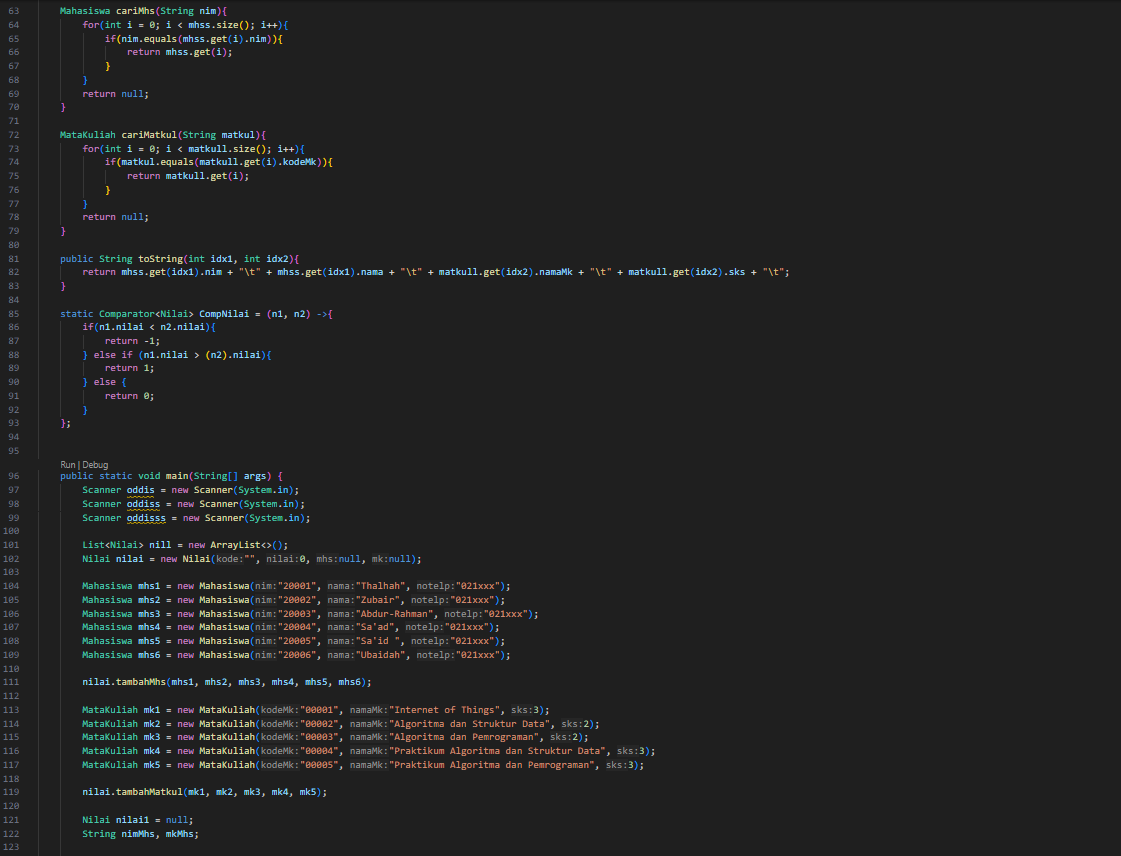 63 Mahasiswa cariMhs(String nim){
64 for(int i = 0; i < mhss.size(); i++){
65 if(nim.equals(mhss.get(i).nim)){
66 return mhss.get(i);
67 }
68 }
69 return null;
70 }
71
72 MataKuliah cariMatkul(String matkul){
73 for(int i = 0; i < matkull.size(); i++){
74 if(matkul.equals(matkull.get(i).kodeMk)){
75 return matkull.get(i);
76 }
77 }
78 return null;
79 }
80
81 public String toString(int idx1, int idx2){
82 return mhss.get(idx1).nim + "\t" + mhss.get(idx1).nama + "\t" + matkull.get(idx2).namaMk + "\t" + matkull.get(idx2).sks + "\t";
83 }
84
85 static Comparator<Nilai> CompNilai = (n1, n2) ->{
86 if(n1.nilai < n2.nilai){
87 return -1;
88 } else if (n1.nilai > (n2).nilai){
89 return 1;
90 } else {
91 return 0;
92 }
93 };
94
95
Run | Debug
96 public static void main(String[] args) {
97 Scanner oddis = new Scanner(System.in);
98 Scanner oddiss = new Scanner(System.in);
99 Scanner oddisss = new Scanner(System.in);
100
101 List<Nilai> nill = new ArrayList<>();
102 Nilai nilai = new Nilai(kode:"", nilai:0, mhs:null, mk:null);
103
104 Mahasiswa mhs1 = new Mahasiswa(nim:"20001", nama:"Thalhah", notelp:"021xxx");
105 Mahasiswa mhs2 = new Mahasiswa(nim:"20002", nama:"Zubair", notelp:"021xxx");
106 Mahasiswa mhs3 = new Mahasiswa(nim:"20003", nama:"Abdur-Rahman", notelp:"021xxx");
107 Mahasiswa mhs4 = new Mahasiswa(nim:"20004", nama:"Sa'ad", notelp:"021xxx");
108 Mahasiswa mhs5 = new Mahasiswa(nim:"20005", nama:"Sa'id ", notelp:"021xxx");
109 Mahasiswa mhs6 = new Mahasiswa(nim:"20006", nama:"Ubaidah", notelp:"021xxx");
110
111 nilai.tambahMhs(mhs1, mhs2, mhs3, mhs4, mhs5, mhs6);
112
113 MataKuliah mk1 = new MataKuliah(kodeMk:"00001", namaMk:"Internet of Things", sks:3);
114 MataKuliah mk2 = new MataKuliah(kodeMk:"00002", namaMk:"Algoritma dan Struktur Data", sks:2);
115 MataKuliah mk3 = new MataKuliah(kodeMk:"00003", namaMk:"Algoritma dan Pemrograman", sks:2);
116 MataKuliah mk4 = new MataKuliah(kodeMk:"00004", namaMk:"Praktikum Algoritma dan Struktur Data", sks:3);
117 MataKuliah mk5 = new MataKuliah(kodeMk:"00005", namaMk:"Praktikum Algoritma dan Pemrograman", sks:3);
118
119 nilai.tambahMatkul(mk1, mk2, mk3, mk4, mk5);
120
121 Nilai nilai1 = null;
122 String nimMhs, mkMhs;
123